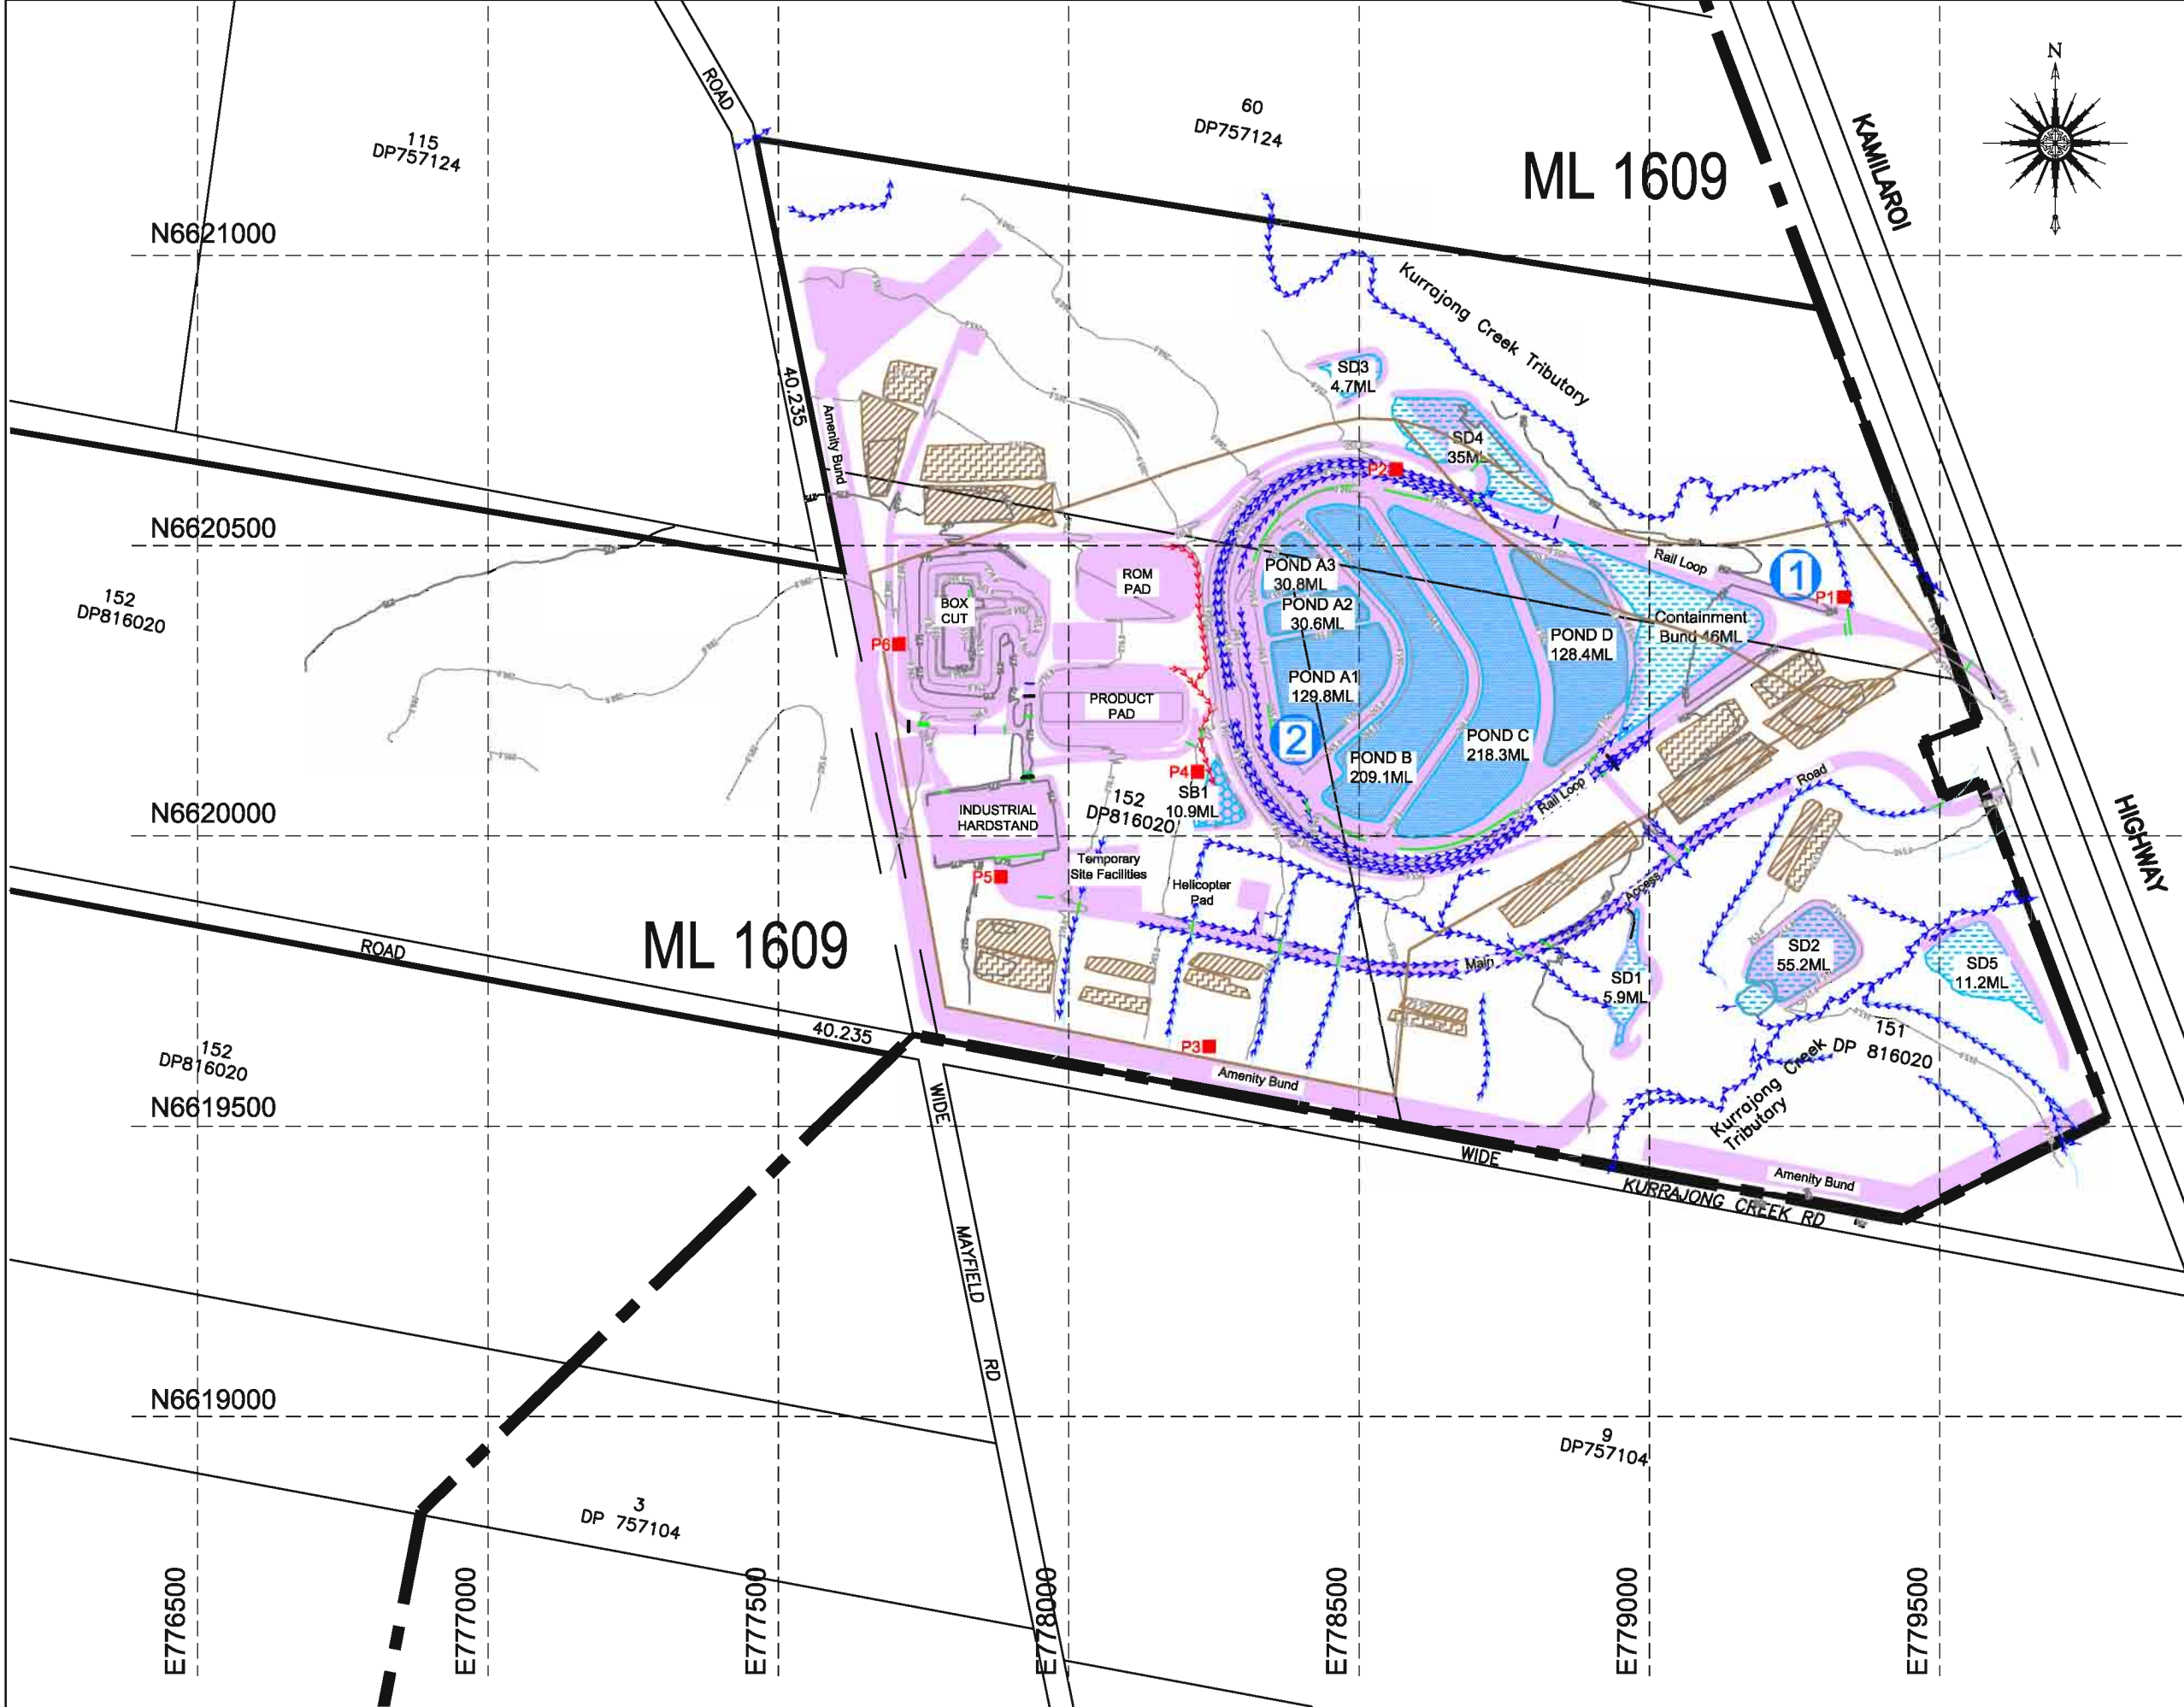 N
ROAD
60
DP757124
115
DP757124
ML 1609
KAMILAROI
N6621000
Kurrajong Creek Tributary
SD3
4.7ML
40.235
Amenity Bund
SD4
P2
N6620500
Rail Loop
1
POND A3
30.8ML
ROM
PAD
P1
152
DP816020
BOX
CUT
POND A2
30.6ML
Containment
Bund 46ML
POND D
128.4ML
P6
POND A1
129.8ML
PRODUCT
PAD
2
POND C
218.3ML
POND B
209.1ML
P4
SB1
10.9ML
Rail Loop
Road
152
DP816020
N6620000
INDUSTRIAL
HARDSTAND
HIGHWAY
Temporary
Site Facilities
P5
Helicopter
Pad
Access
ML 1609
ROAD
Main
SD2
55.2ML
SD5
11.2ML
SD1
5.9ML
40.235
151
DP 816020
152
DP816020
P3
Amenity Bund
Kurrajong Creek
Tributary
WIDE
N6619500
WIDE
Amenity Bund
KURRAJONG CREEK RD
MAYFIELD
RD
N6619000
9
DP757104
3
DP 757104
E776500
E777000
E777500
E778000
E778500
E779000
E779500